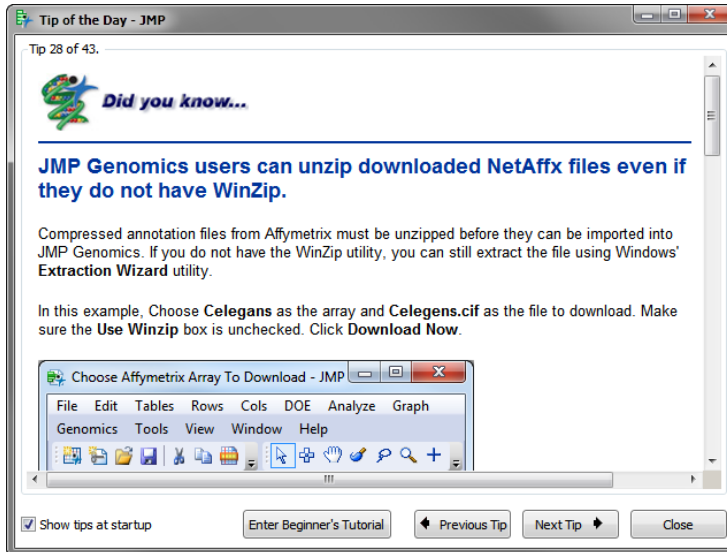 Tip of the Day - JMP
Tip 28 of 43.
Did you know...
JMP Genomics users can unzip downloaded NetAffx files even if
they do not have WinZip.
Compressed annotation files from Affymetrix must be unzipped before they can be imported into
JMP Genomics. If you do not have the WinZip utility, you can still extract the file using Windows'
Extraction Wizard utility.
In this example, Choose Celegans as the array and Celegens.cif as the file to download. Make
sure the Use Winzip box is unchecked. Click Download Now.
Choose Affymetrix Array To Download - JMP
File Edit Tables Rows Cols DOE Analyze Graph
Genomics Tools View Window Help
Show tips at startup Enter Beginner's Tutorial Previous Tip Next Tip Close